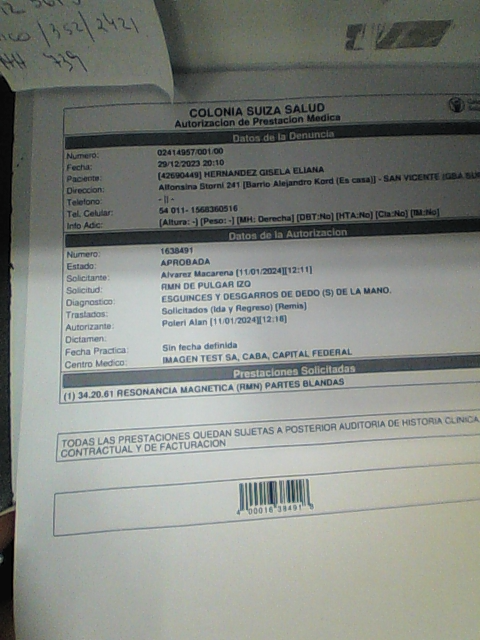 /352/2421
739
COLONIA SUIZA SALUD
Autorizacion de Prestacion Medica
Datos de la Denuncia
Numero: 02414957/001/00
Fecha: 29/12/2023 20:10
Paciente: [42690449] HERNANDEZ GISELA ELIANA
Direccion: Alfonsina Storni 241 [Barrio Alejandro Kord (Es casa)] - SAN VICENTE (GBA SUR
Telefono: - || -
Tel. Celular: 54 011- 1568360516
Info Adic: [Altura: -] [Peso: -] [MH: Derecha] [DBT:No] [HTA:No] [Cia:No] [IM:No]
Datos de la Autorizacion
Numero: 1638491
Estado: APROBADA
Solicitante: Alvarez Macarena [11/01/2024][12:11]
Solicitud: RMN DE PULGAR IZQ
Diagnostico: ESGUINCES Y DESGARROS DE DEDO (S) DE LA MANO.
Traslados: Solicitados (Ida y Regreso) [Remis]
Autorizante: Poleri Alan [11/01/2024][12:16]
Dictamen:
Fecha Practica: Sin fecha definida
Centro Medico: IMAGEN TEST SA, CABA, CAPITAL FEDERAL
Prestaciones Solicitadas
(1) 34.20.61 RESONANCIA MAGNETICA (RMN) PARTES BLANDAS
TODAS LAS PRESTACIONES QUEDAN SUJETAS A POSTERIOR AUDITORIA DE HISTORIA CLINICA
CONTRACTUAL Y DE FACTURACION
4 00016 38491 0